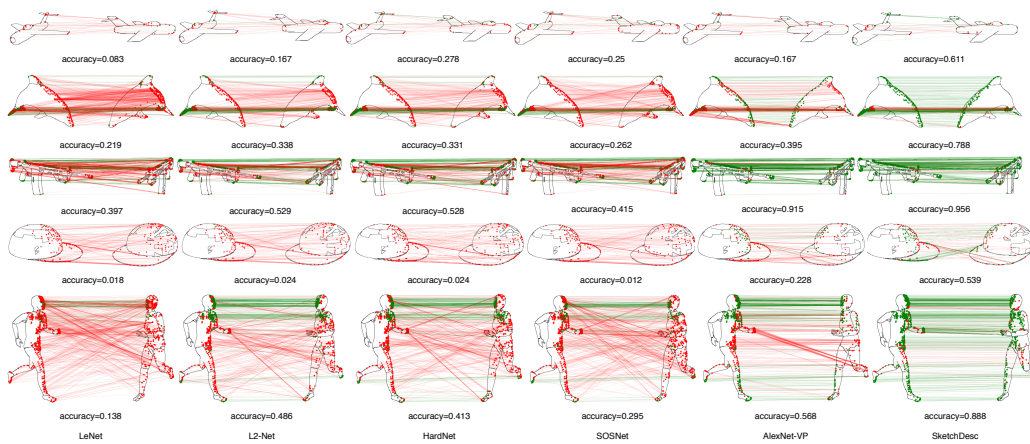 accuracy=0.083 accuracy=0.167 accuracy=0.278 accuracy=0.25 accuracy=0.167 accuracy=0.611
accuracy=0.219 accuracy=0.338 accuracy=0.331 accuracy=0.262 accuracy=0.395 accuracy=0.788
accuracy=0.397 accuracy=0.529 accuracy=0.528 accuracy=0.415 accuracy=0.915 accuracy=0.956
accuracy=0.018 accuracy=0.024 accuracy=0.024 accuracy=0.012 accuracy=0.228 accuracy=0.539
accuracy=0.138 accuracy=0.486 accuracy=0.413 accuracy=0.295 accuracy=0.568 accuracy=0.888
LeNet L2-Net HardNet SOSNet AlexNet-VP SketchDesc